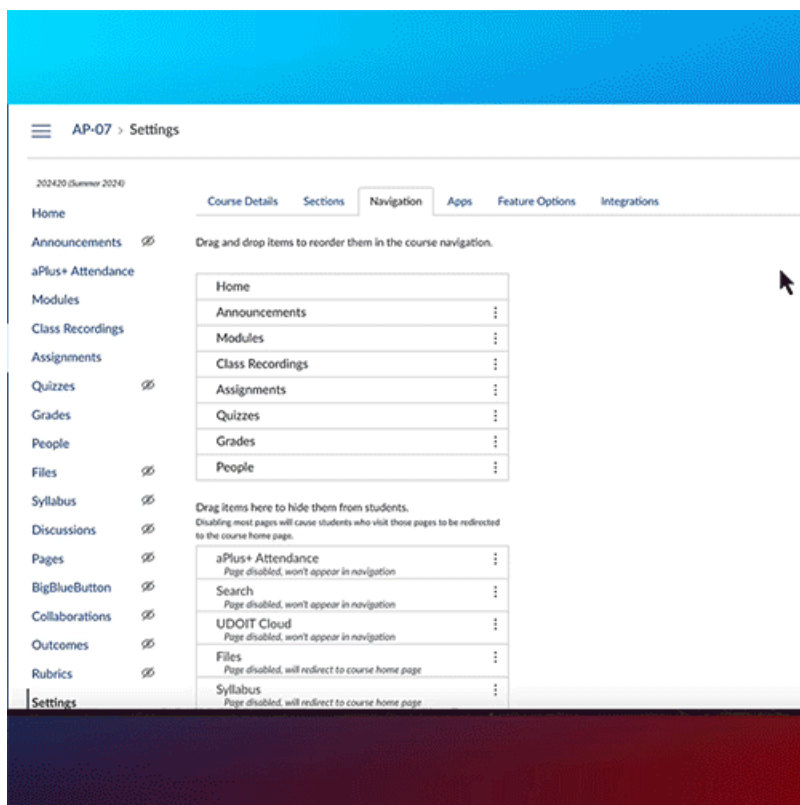 AP-07 › Settings
202420 (Summer 2024)
Home
Announcements
aPlus+ Attendance
Modules
Class Recordings
Assignments
Quizzes
Grades
People
Files
Syllabus
Discussions
Pages
BigBlueButton
Collaborations
Outcomes
Rubrics
Settings
Course Details Sections Navigation Apps Feature Options Integrations
Drag and drop items to reorder them in the course navigation.
Home
Announcements
Modules
Class Recordings
Assignments
Quizzes
Grades
People
Drag items here to hide them from students.
Disabling most pages will cause students who visit those pages to be redirected
to the course home page.
aPlus+ Attendance
Page disabled, won't appear in navigation
Search
Page disabled, won't appear in navigation
UDOIT Cloud
Page disabled, won't appear in navigation
Files
Page disabled, will redirect to course home page
Syllabus
Page disabled, will redirect to course home page